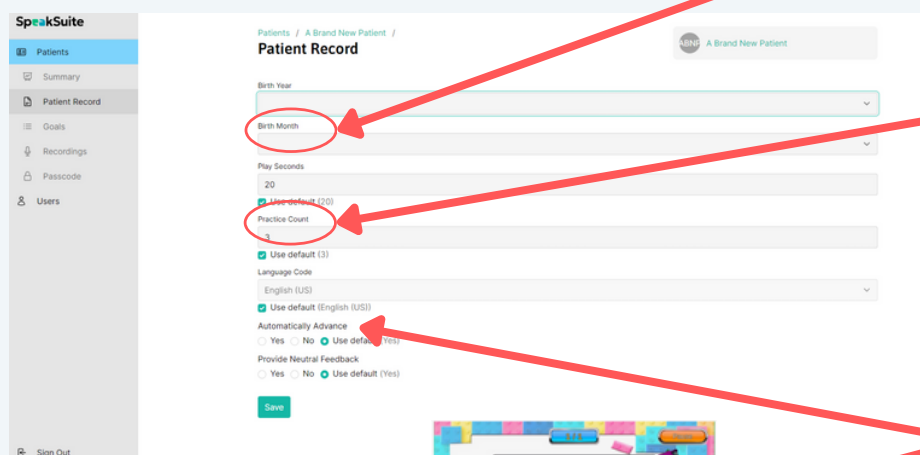 SpeakSuite
Patients
Summary
Patient Record
Goals
Recordings
Passcode
Users
Sign Out
Patients / A Brand New Patient /
Patient Record
ABNP A Brand New Patient
Birth Year
Birth Month
Play Seconds
20
Use default (20)
Practice Count
3
Use default (3)
Language Code
English (US)
Use default (English (US))
Automatically Advance
Yes No Use default (Yes)
Provide Neutral Feedback
Yes No Use default (Yes)
Save